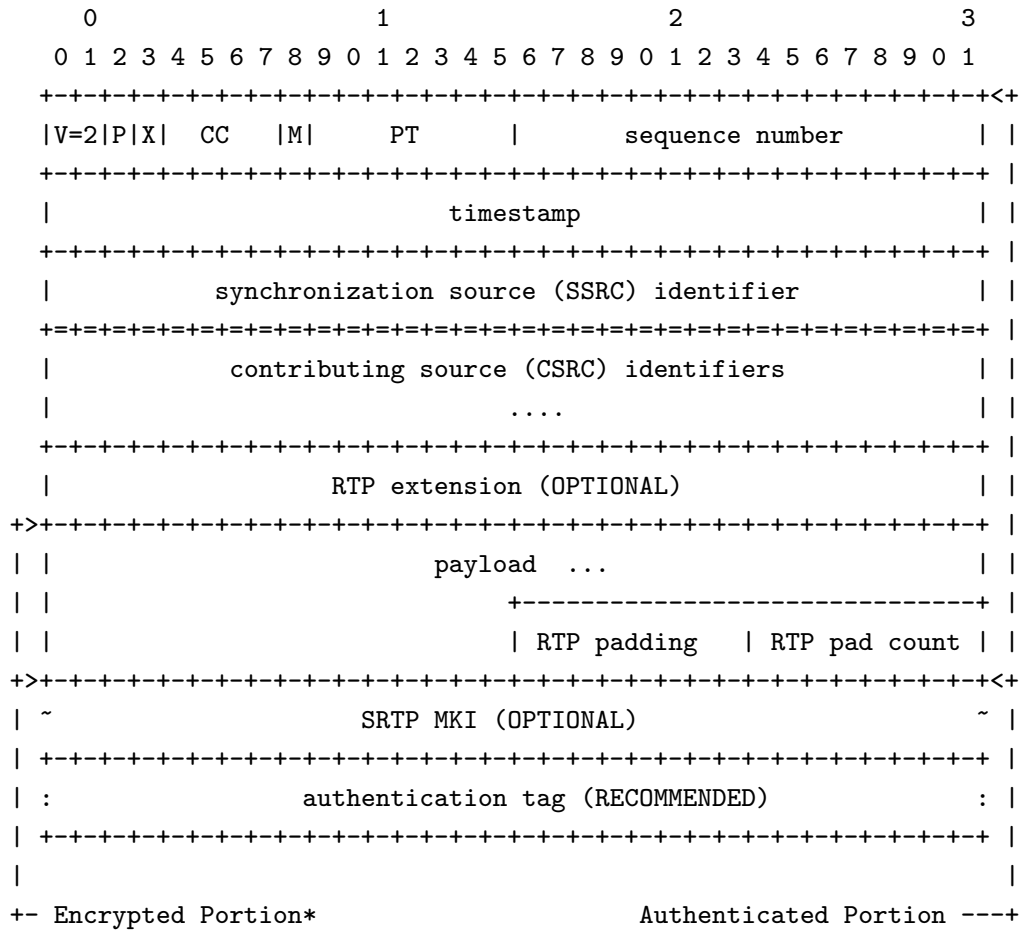 0                   1                   2                   3
   0 1 2 3 4 5 6 7 8 9 0 1 2 3 4 5 6 7 8 9 0 1 2 3 4 5 6 7 8 9 0 1
  +-+-+-+-+-+-+-+-+-+-+-+-+-+-+-+-+-+-+-+-+-+-+-+-+-+-+-+-+-+-+-+-+<+
  |V=2|P|X|  CC   |M|     PT      |       sequence number         | |
  +-+-+-+-+-+-+-+-+-+-+-+-+-+-+-+-+-+-+-+-+-+-+-+-+-+-+-+-+-+-+-+-+ |
  |                           timestamp                           | |
  +-+-+-+-+-+-+-+-+-+-+-+-+-+-+-+-+-+-+-+-+-+-+-+-+-+-+-+-+-+-+-+-+ |
  |           synchronization source (SSRC) identifier            | |
  +=+=+=+=+=+=+=+=+=+=+=+=+=+=+=+=+=+=+=+=+=+=+=+=+=+=+=+=+=+=+=+=+ |
  |            contributing source (CSRC) identifiers             | |
  |                               ....                            | |
  +-+-+-+-+-+-+-+-+-+-+-+-+-+-+-+-+-+-+-+-+-+-+-+-+-+-+-+-+-+-+-+-+ |
  |                   RTP extension (OPTIONAL)                    | |
+>+-+-+-+-+-+-+-+-+-+-+-+-+-+-+-+-+-+-+-+-+-+-+-+-+-+-+-+-+-+-+-+-+ |
| |                          payload  ...                         | |
| |                               +-------------------------------+ |
| |                               | RTP padding   | RTP pad count | |
+>+-+-+-+-+-+-+-+-+-+-+-+-+-+-+-+-+-+-+-+-+-+-+-+-+-+-+-+-+-+-+-+-+<+
| ~                     SRTP MKI (OPTIONAL)                       ~ |
| +-+-+-+-+-+-+-+-+-+-+-+-+-+-+-+-+-+-+-+-+-+-+-+-+-+-+-+-+-+-+-+-+ |
| :                 authentication tag (RECOMMENDED)              : |
| +-+-+-+-+-+-+-+-+-+-+-+-+-+-+-+-+-+-+-+-+-+-+-+-+-+-+-+-+-+-+-+-+ |
|                                                                   |
+- Encrypted Portion*                      Authenticated Portion ---+